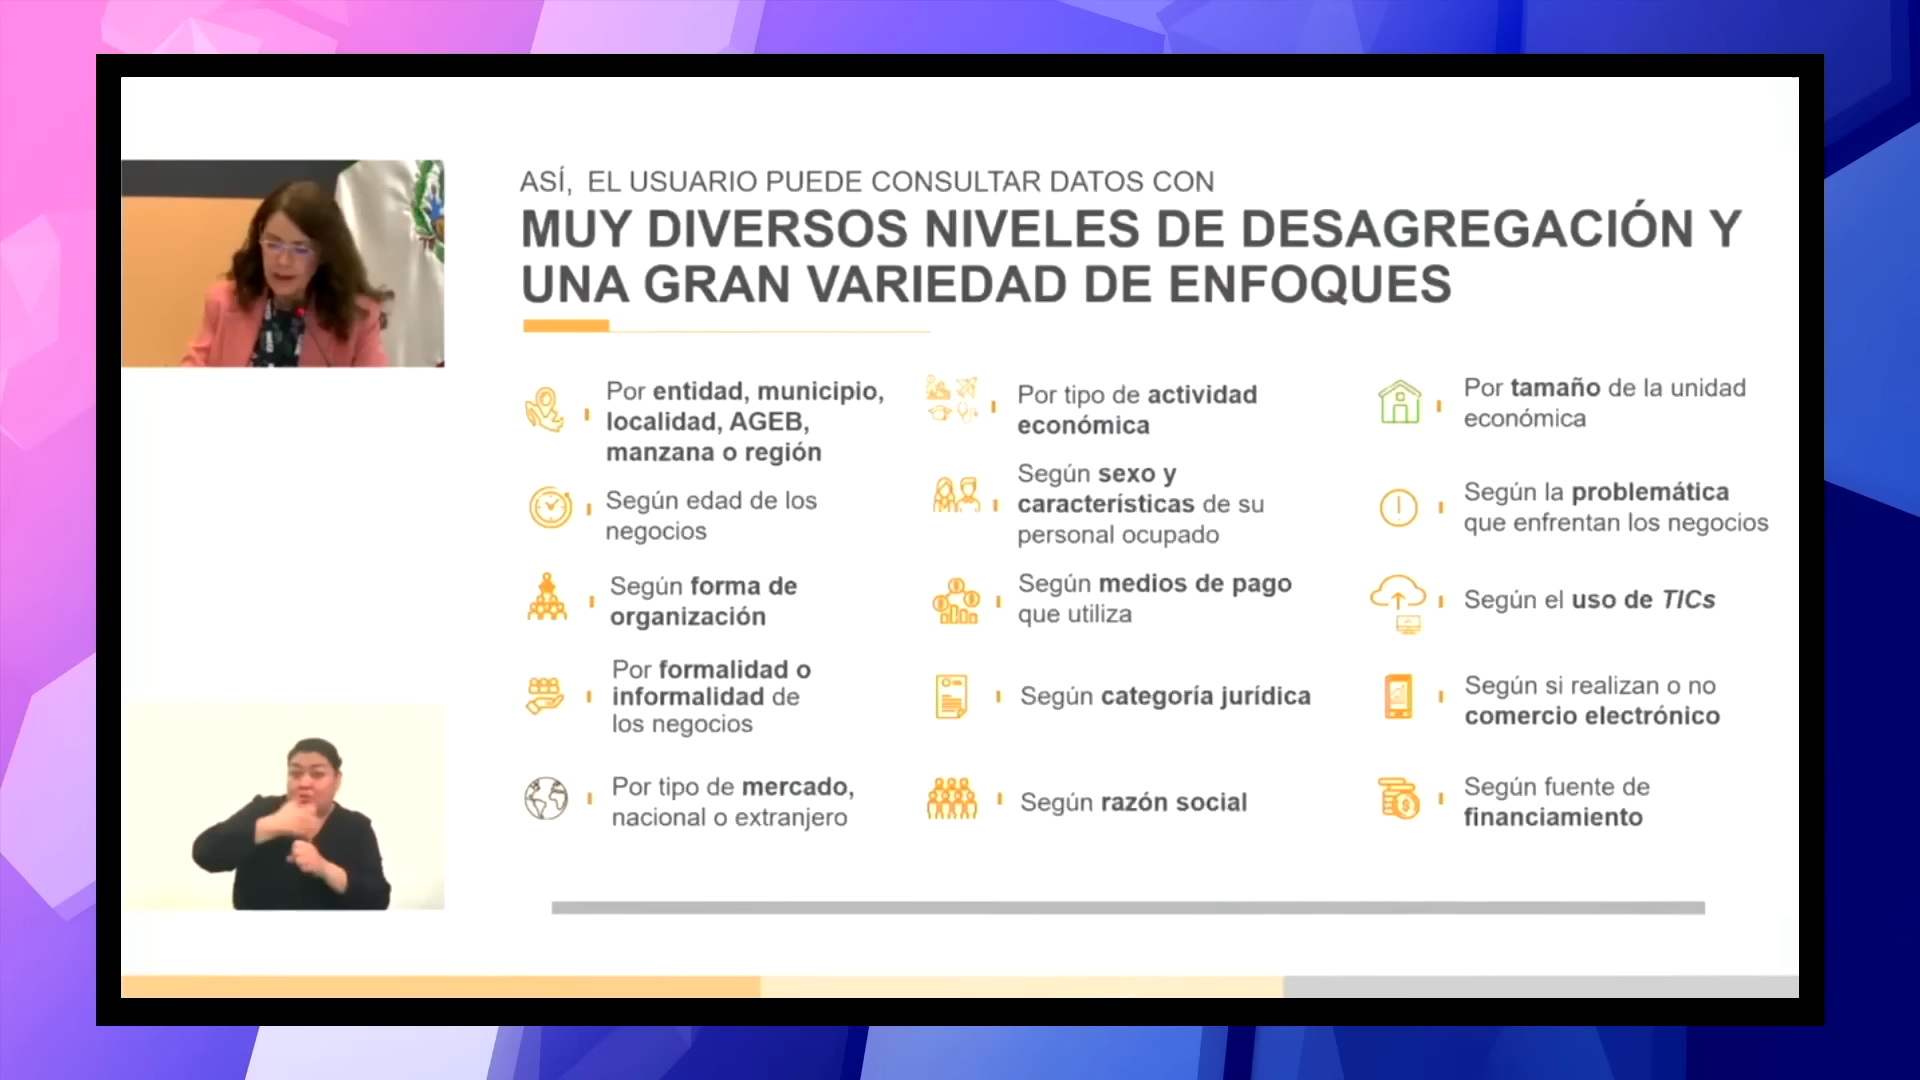 ASÍ, EL USUARIO PUEDE CONSULTAR DATOS CON
MUY DIVERSOS NIVELES DE DESAGREGACIÓN Y
UNA GRAN VARIEDAD DE ENFOQUES
Por entidad, municipio,
localidad, AGEB,
manzana o región
Según edad de los
negocios
Según forma de
organización
Por formalidad o
informalidad de
los negocios
Por tipo de mercado,
nacional o extranjero
Por tipo de actividad
económica
Según sexo y
características de su
personal ocupado
Según medios de pago
que utiliza
Según categoría jurídica
Según razón social
Por tamaño de la unidad
económica
Según la problemática
que enfrentan los negocios
Según el uso de TICs
Según si realizan o no
comercio electrónico
Según fuente de
financiamiento